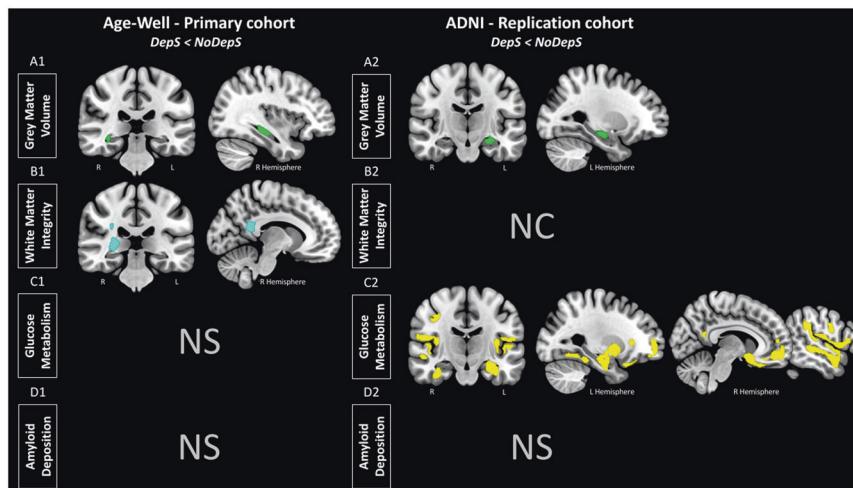 Age-Well - Primary cohort
DepS < NoDepS
ADNI - Replication cohort
DepS < NoDepS
A1
Grey Matter
Volume
R
L
R Hemisphere
A2
Grey Matter
Volume
R
L
L Hemisphere
B1
White Matter
Integrity
R
L
R Hemisphere
B2
White Matter
Integrity
NC
C1
Glucose
Metabolism
NS
C2
Glucose
Metabolism
R
L
L Hemisphere
R Hemisphere
D1
Amyloid
Deposition
NS
D2
Amyloid
Deposition
NS